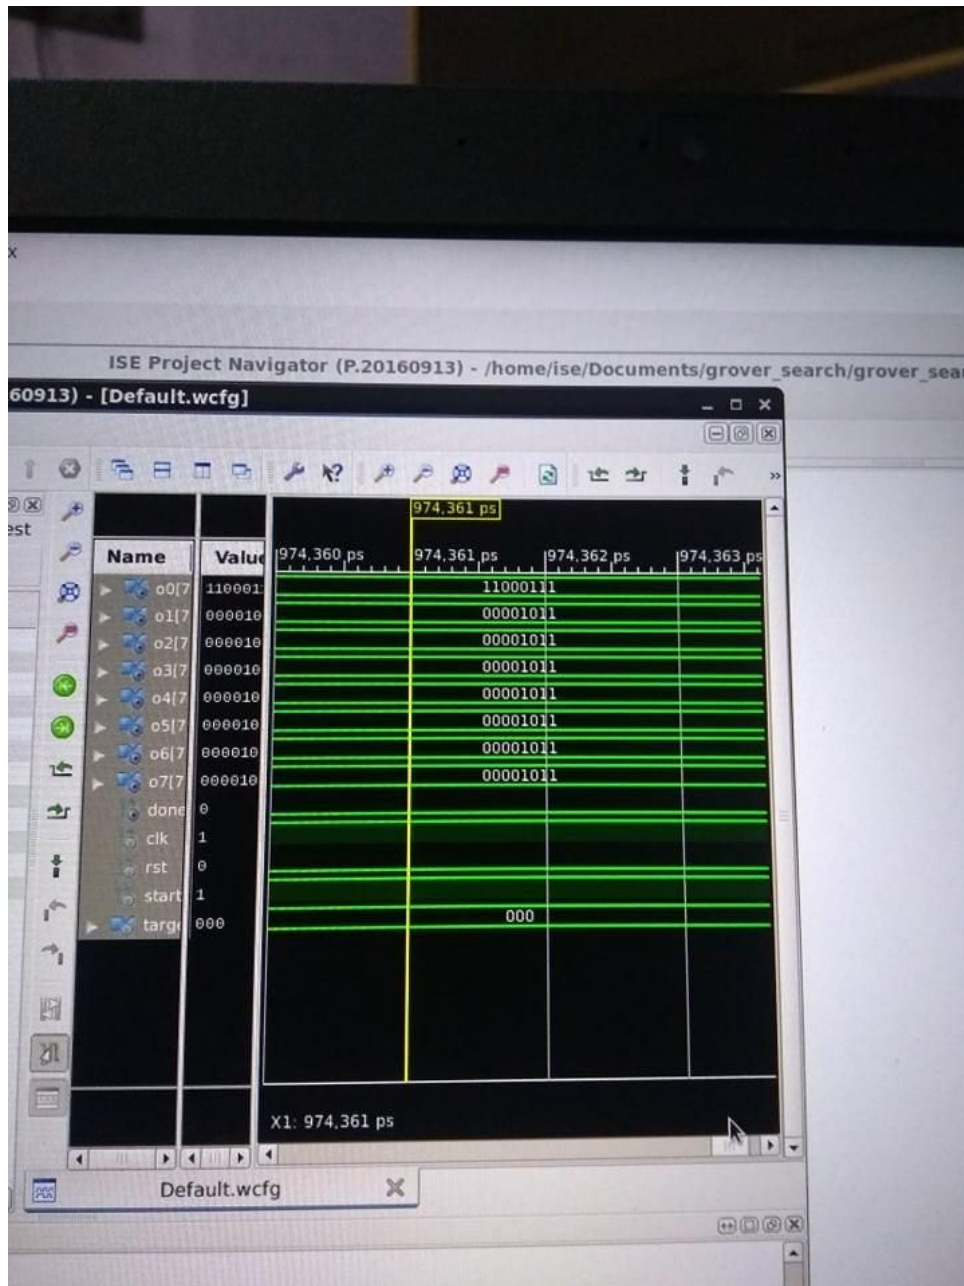 x
ISE Project Navigator (P.20160913) - /home/ise/Documents/grover_search/grover_sea
60913) - [Default.wcfg]
est
974,361 ps
Name Value 974,360 ps 974,361 ps 974,362 ps 974,363 ps
o0[7 110001 11000111
o1[7 000010 00001011
o2[7 000010 00001011
o3[7 000010 00001011
o4[7 000010 00001011
o5[7 000010 00001011
o6[7 000010 00001011
o7[7 000010 00001011
done 0
clk 1
rst 0
start 1
targ 000 000
X1: 974,361 ps
Default.wcfg